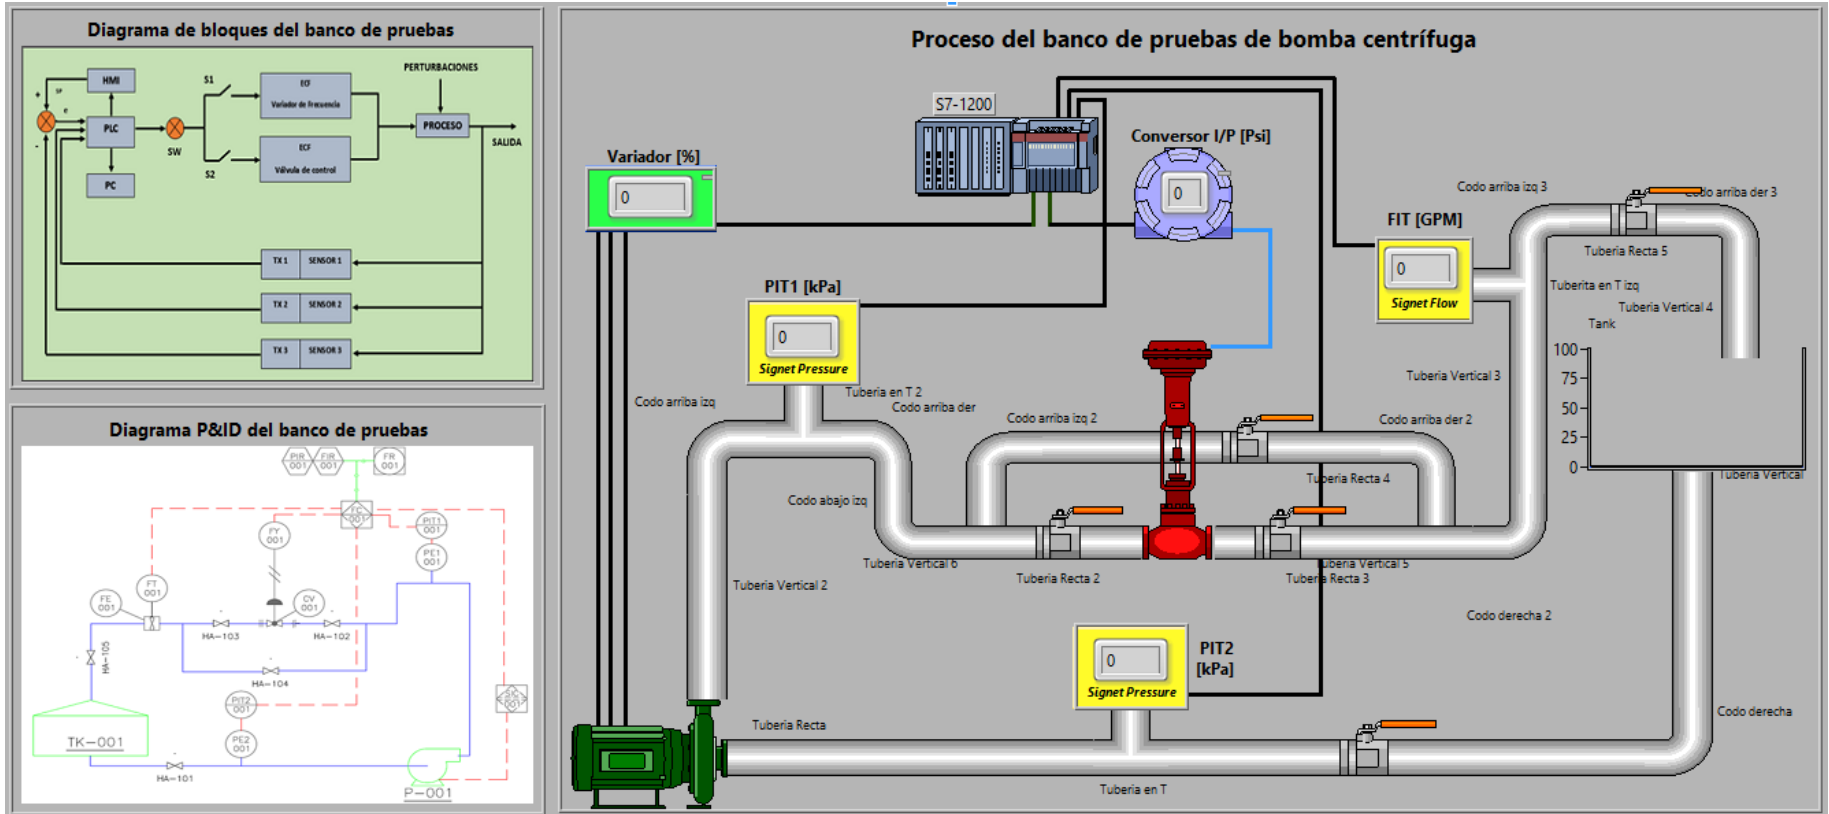 Diagrama de bloques del banco de pruebas
PERTURBACIONES
HMI
SP
+
e
-
PLC
PC
SW
S1
S2
ECF
Variador de frecuencia
ECF
Válvula de control
PROCESO
SALIDA
TX 1 SENSOR 1
TX 2 SENSOR 2
TX 3 SENSOR 3
Diagrama P&ID del banco de pruebas
PIR 001
FIR 001
FR 001
FC 001
FY 001
PIT1 001
PE1 001
FT 001
FE 001
CV 001
HA-103
HA-102
HA-105
HA-104
PIT2 001
PE2 001
TK-001
HA-101
P-001
Proceso del banco de pruebas de bomba centrífuga
S7-1200
Conversor I/P [Psi]
0
Variador [%]
0
Codo arriba izq 3
Codo arriba der 3
FIT [GPM]
0
Signet Flow
Tuberia Recta 5
Tuberita en T izq
Tuberia Vertical 4
Tank
100
75
50
25
0
Tuberia Vertical
PIT1 [kPa]
0
Signet Pressure
Tuberia en T 2
Codo arriba izq
Codo arriba der
Codo arriba izq 2
Tuberia Vertical 3
Codo arriba der 2
Tuberia Recta 4
Codo abajo izq
Tuberia Vertical 6
Tuberia Recta 2
Tuberia Vertical 5
Tuberia Recta 3
Tuberia Vertical 2
Codo derecha 2
PIT2
[kPa]
0
Signet Pressure
Tuberia Recta
Codo derecha
Tuberia en T